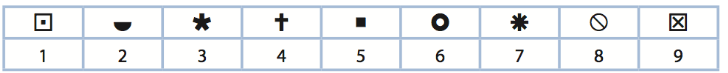 ⊡ ◒ * † ▪ ○ * ⦸ ☒
1 2 3 4 5 6 7 8 9